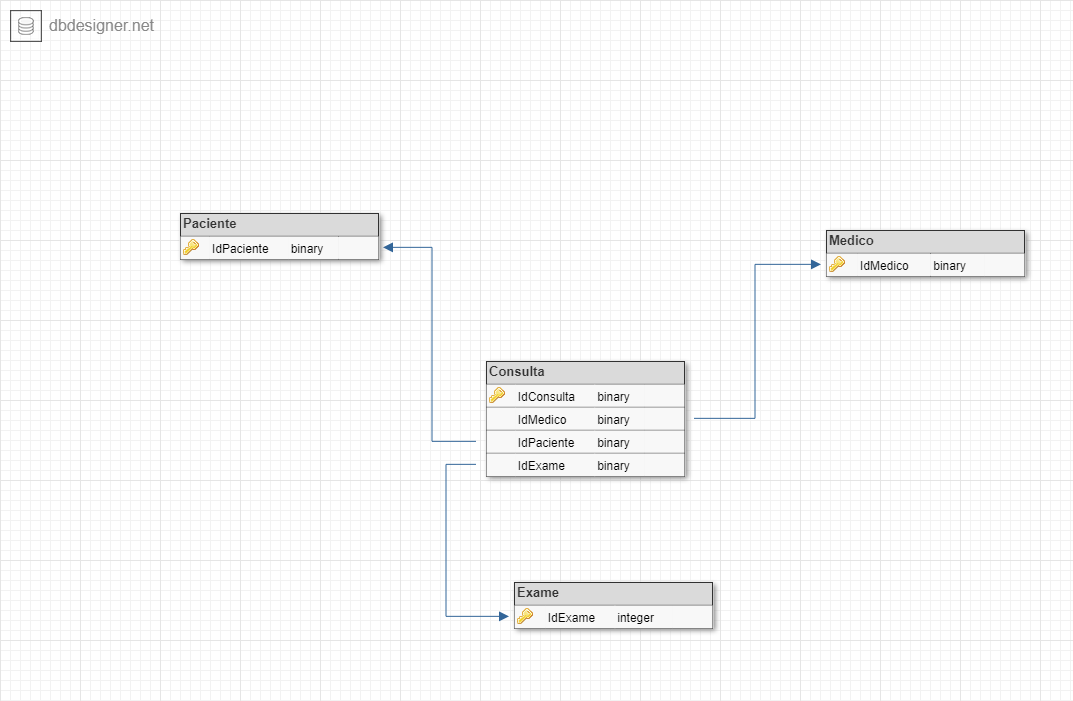 dbdesigner.net
Paciente
IdPaciente binary
Medico
IdMedico binary
Consulta
IdConsulta binary
IdMedico binary
IdPaciente binary
IdExame binary
Exame
IdExame integer